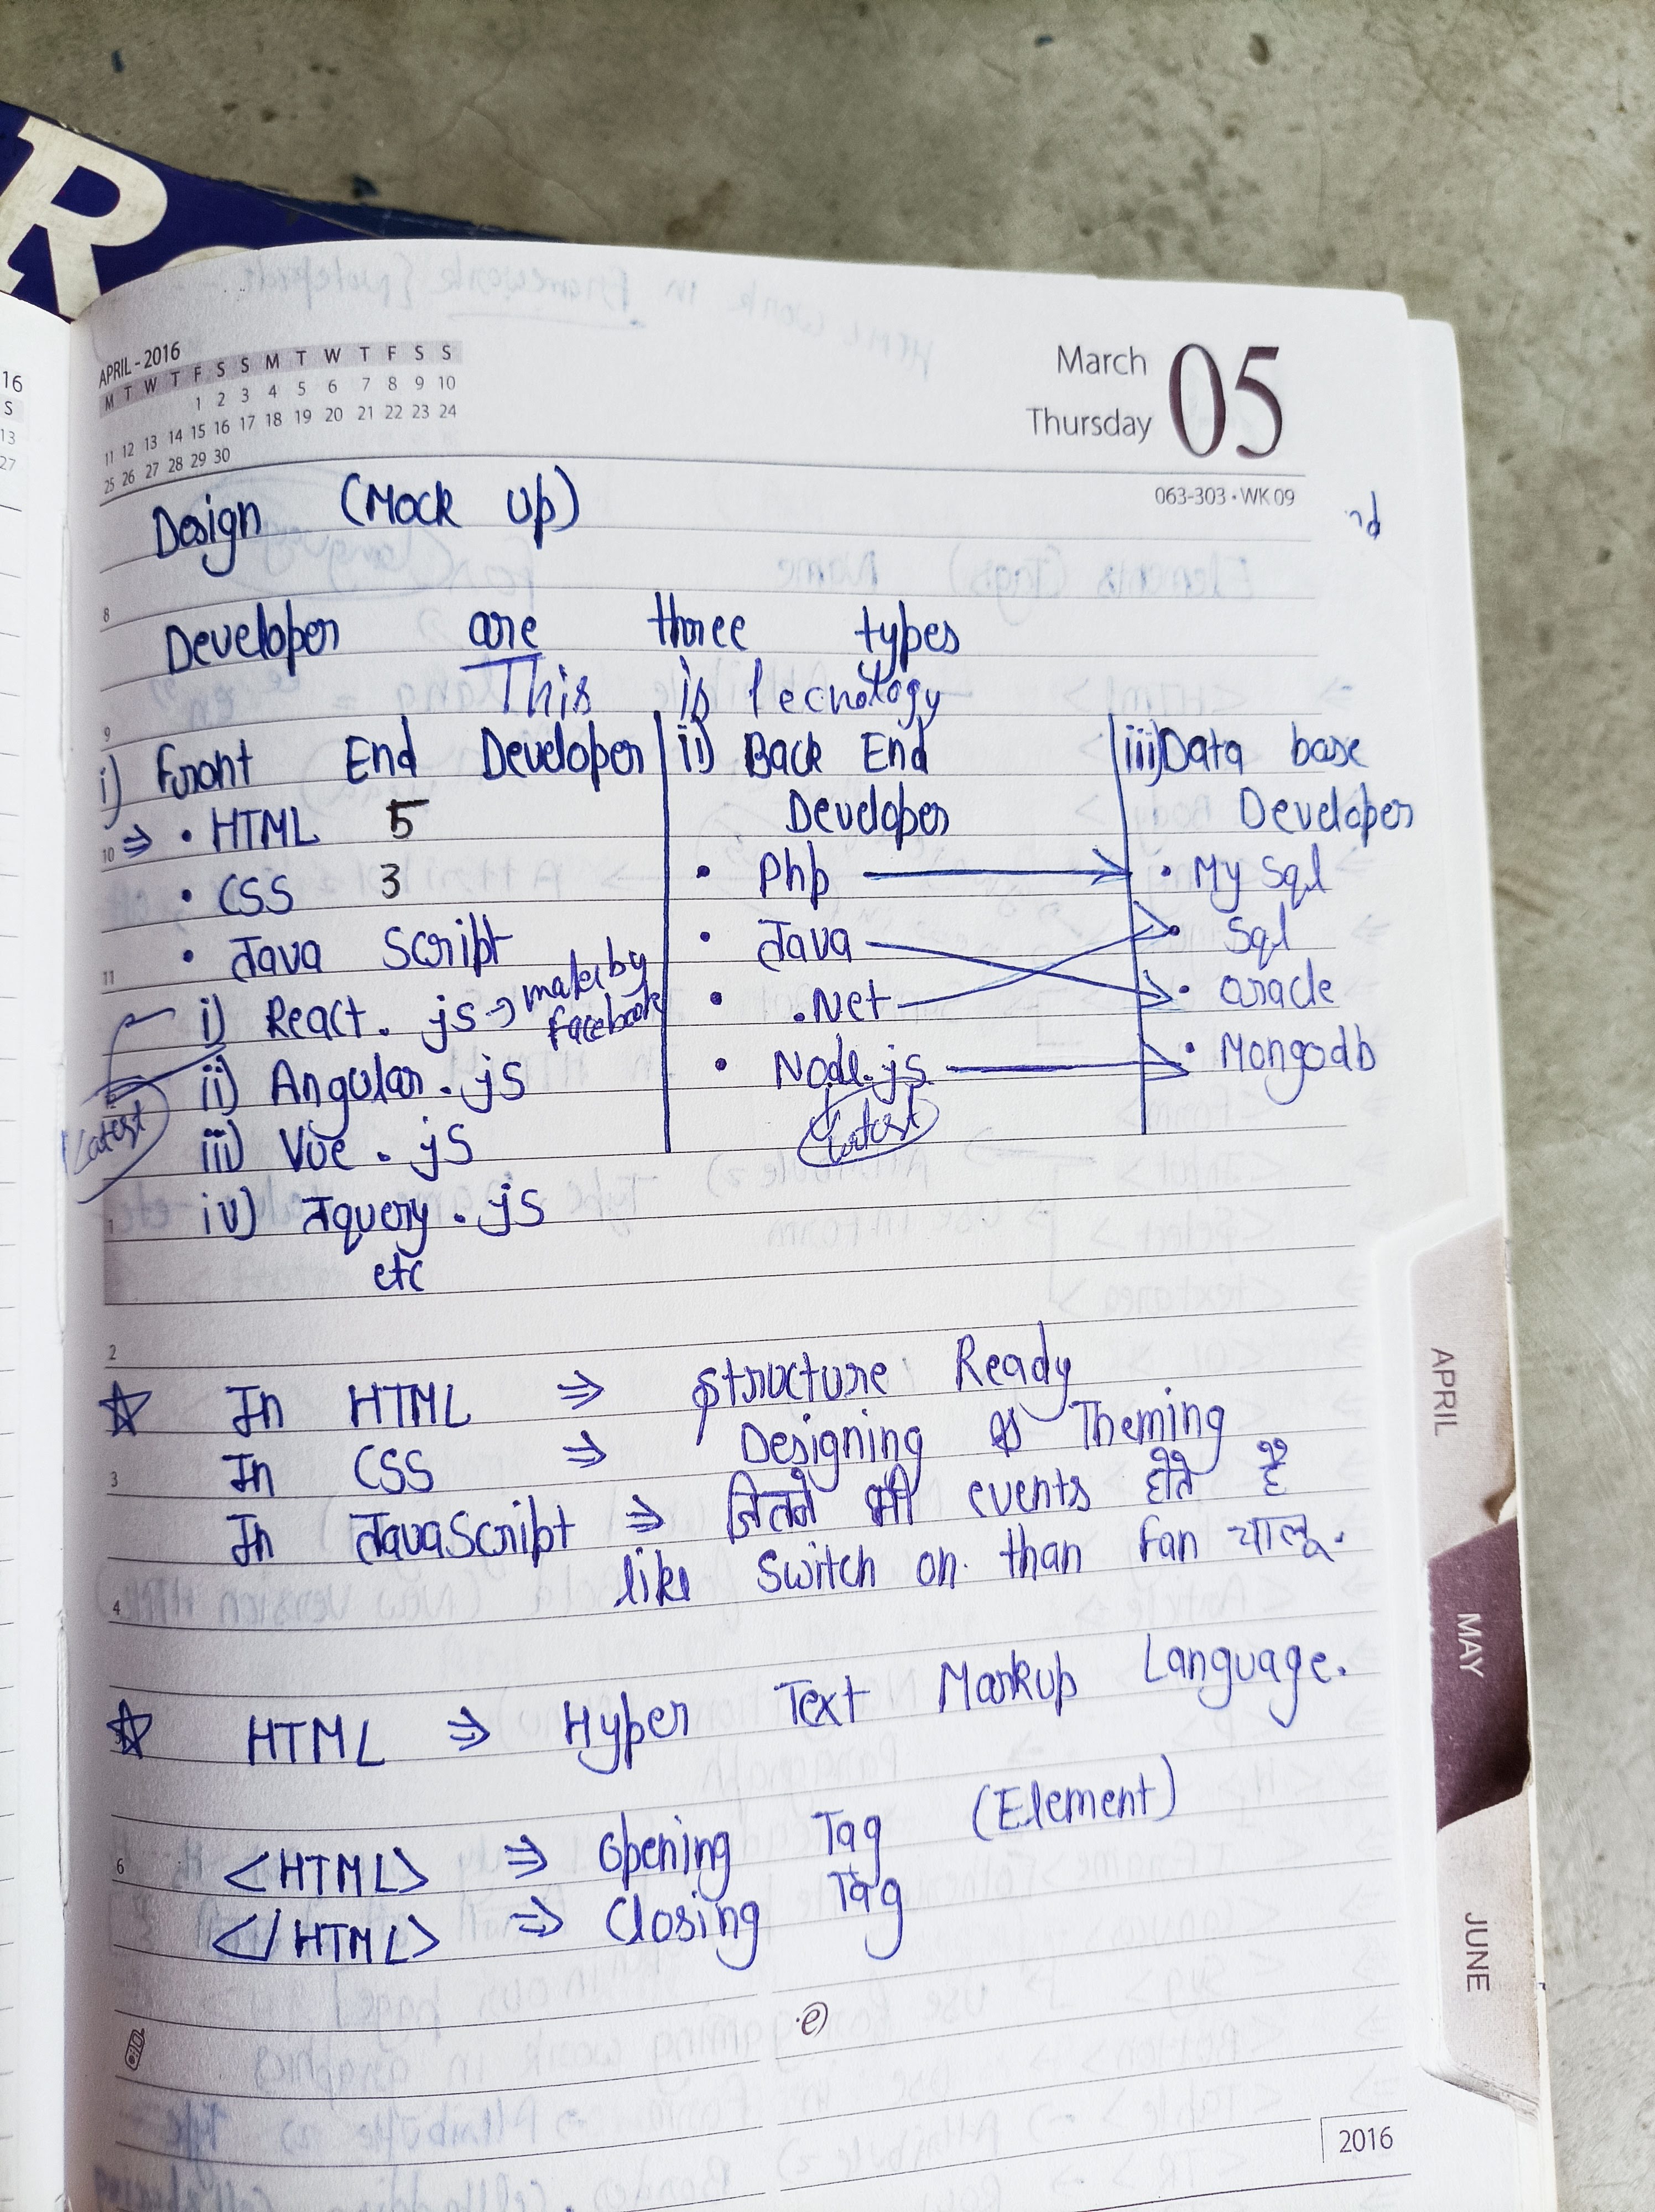 R
16
S
13
27
APRIL - 2016
M T W T F S S M T W T F S S
1 2 3 4 5 6 7 8 9 10
11 12 13 14 15 16 17 18 19 20 21 22 23 24
25 26 27 28 29 30
March
Thursday
05
063-303 • WK 09
Design (Mock Up)
8
Developer are three types
This is Tecnology
9
i) Front End Developer
⇒ • HTML 5
10
• CSS 3
• Java Script
11
i) React. js → make by facebook
ii) Angular . js
Latest
iii) Vue . js
iv) Jquery . js
1
etc
ii) Back End
Developer
• Php
• Java
• .Net
• Node.js
Latest
iii) Data base
Developer
• My Sql
• Sql
• oracle
• Mongodb
2
☆ In HTML ⇒ structure Ready
In CSS ⇒ Designing & Theming
3
In JavaScript ⇒ जितने भी events होते है
like Switch on. than Fan चालू.
4
☆ HTML ⇒ Hyper Text Markup Language.
<HTML> ⇒ Opening Tag (Element)
6
</HTML> ⇒ Closing Tag
APRIL
MAY
JUNE
2016